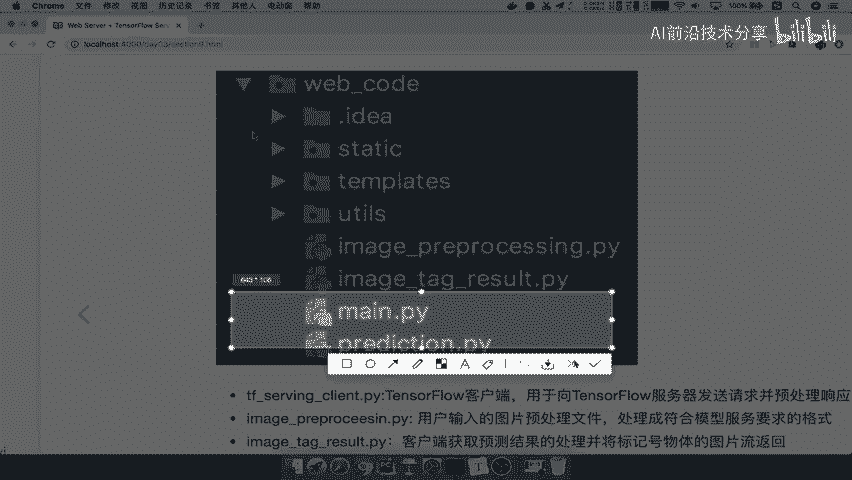 Chrome 文件 修改 视图 历史记录 书签 其他人 电动窗 帮助
100%
Web Server + TensorFlow Ser
AI前沿技术分享 bilibili
web_code
.idea
static
templates
utils
image_preprocessing.py
image_tag_result.py
main.py
prediction.py
• tf_serving_client.py:TensorFlow客户端，用于向TensorFlow服务器发送请求并预处理响应
• image_preproceesin.py: 用户输入的图片预处理文件，处理成符合模型服务要求的格式
• image_tag_result.py：客户端获取预测结果的处理并将标记号物体的图片流返回